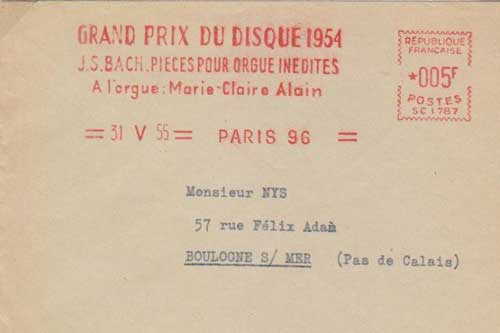 GRAND PRIX DU DISQUE 1954
J.S. BACH. PIECES POUR ORGUE INEDITES
A l'orgue: Marie-Claire Alain
RÉPUBLIQUE
FRANÇAISE
*005F
POSTES
SC 1787
= 31 V 55 = PARIS 96 =
Monsieur NYS
57 rue Félix Adam
BOULOGNE S/ MER (Pas de Calais)